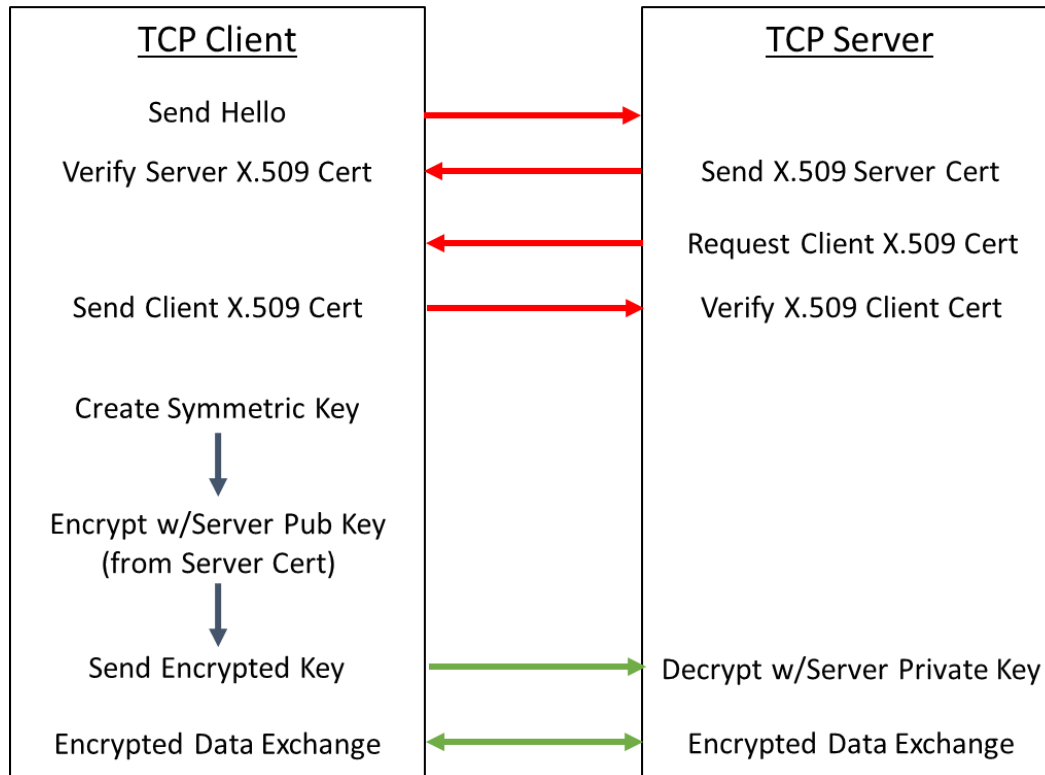 TCP Client
TCP Server
Send Hello
Verify Server X.509 Cert
Send X.509 Server Cert
Request Client X.509 Cert
Send Client X.509 Cert
Verify X.509 Client Cert
Create Symmetric Key
Encrypt w/Server Pub Key
(from Server Cert)
Send Encrypted Key
Decrypt w/Server Private Key
Encrypted Data Exchange
Encrypted Data Exchange